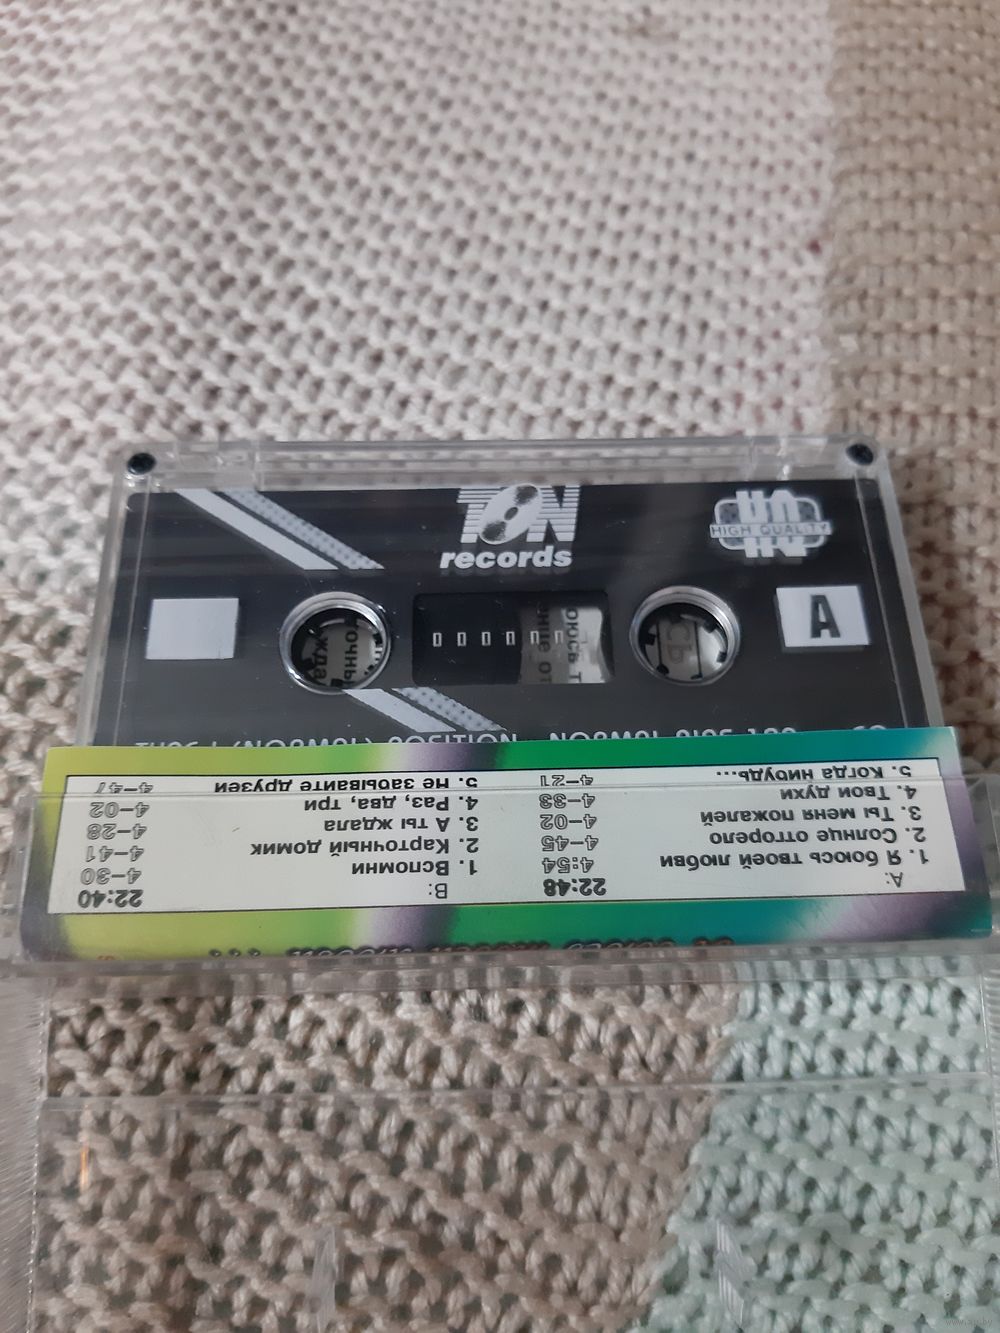 TON
records
HQ
HIGH QUALITY
A
A:
22:48
1. Я боюсь твоей любви
4:54
2. Солнце отгорело
4-45
3. Ты меня пожалей
4-02
4. Твои духи
4-33
5. Когда нибудь...
4-21
B:
22:40
1. Вспомни
4-30
2. Карточный домик
4-41
3. А ты ждала
4-28
4. Раз, два, три
4-02
5. Не забывайте друзей
4-47